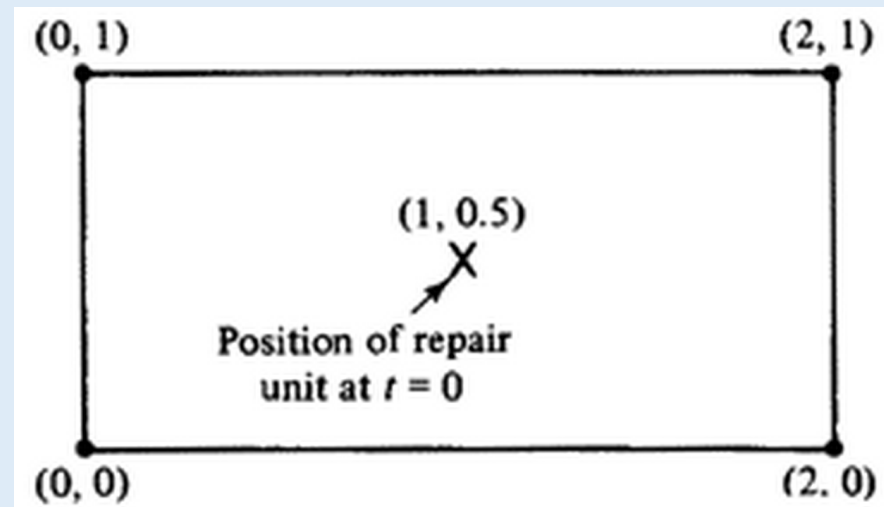 (0, 1)
(2, 1)
(1, 0.5)
X
Position of repair
unit at t = 0
(0, 0)
(2. 0)